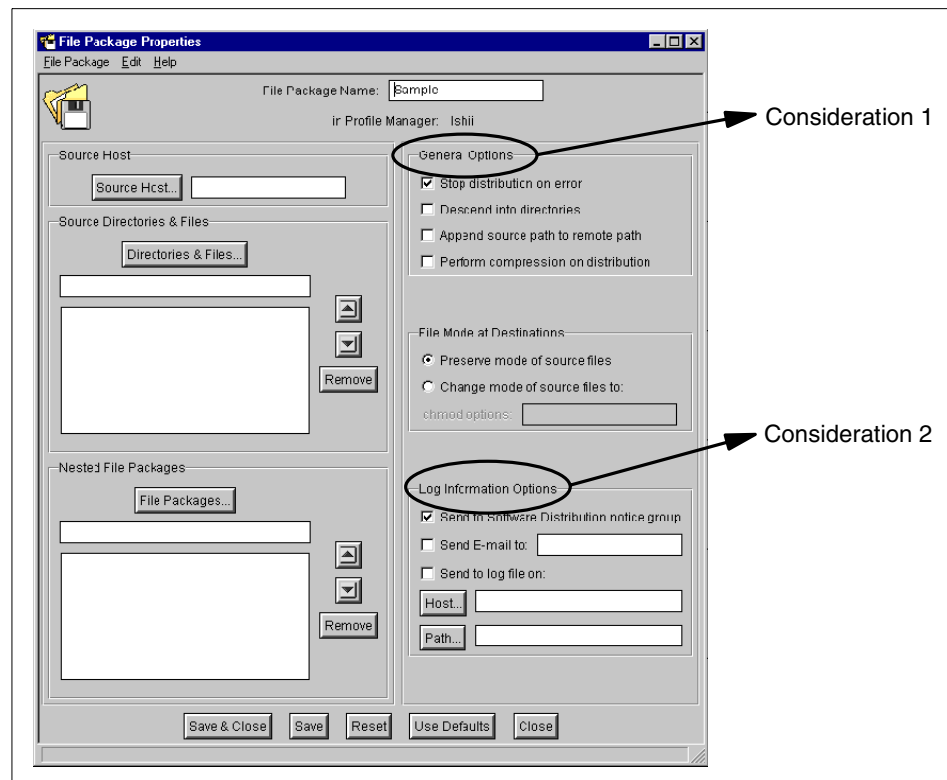 File Package Properties
File Package Edit Help
File Package Name: Sample
in Profile Manager: Ishii
Consideration 1
Source Host
Source Host...
Source Directories & Files
Directories & Files...
Remove
Nested File Packages
File Packages...
Remove
General Options
Stop distribution on error
Descend into directories
Append source path to remote path
Perform compression on distribution
File Mode at Destinations
Preserve mode of source files
Change mode of source files to:
chmod options:
Consideration 2
Log Information Options
Send to Software Distribution notice group
Send E-mail to:
Send to log file on:
Host...
Path...
Save & Close Save Reset Use Defaults Close